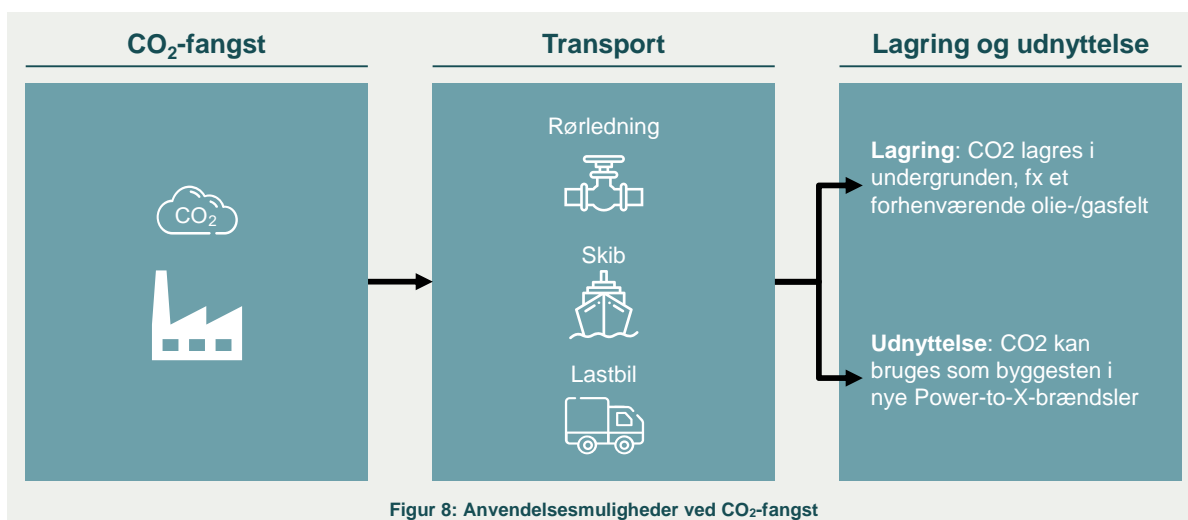 CO₂-fangst
CO₂
Transport
Rørledning
Skib
Lastbil
Lagring og udnyttelse
Lagring: CO2 lagres i
undergrunden, fx et
forhenværende olie-/gasfelt
Udnyttelse: CO2 kan
bruges som byggesten i
nye Power-to-X-brændsler
Figur 8: Anvendelsesmuligheder ved CO₂-fangst